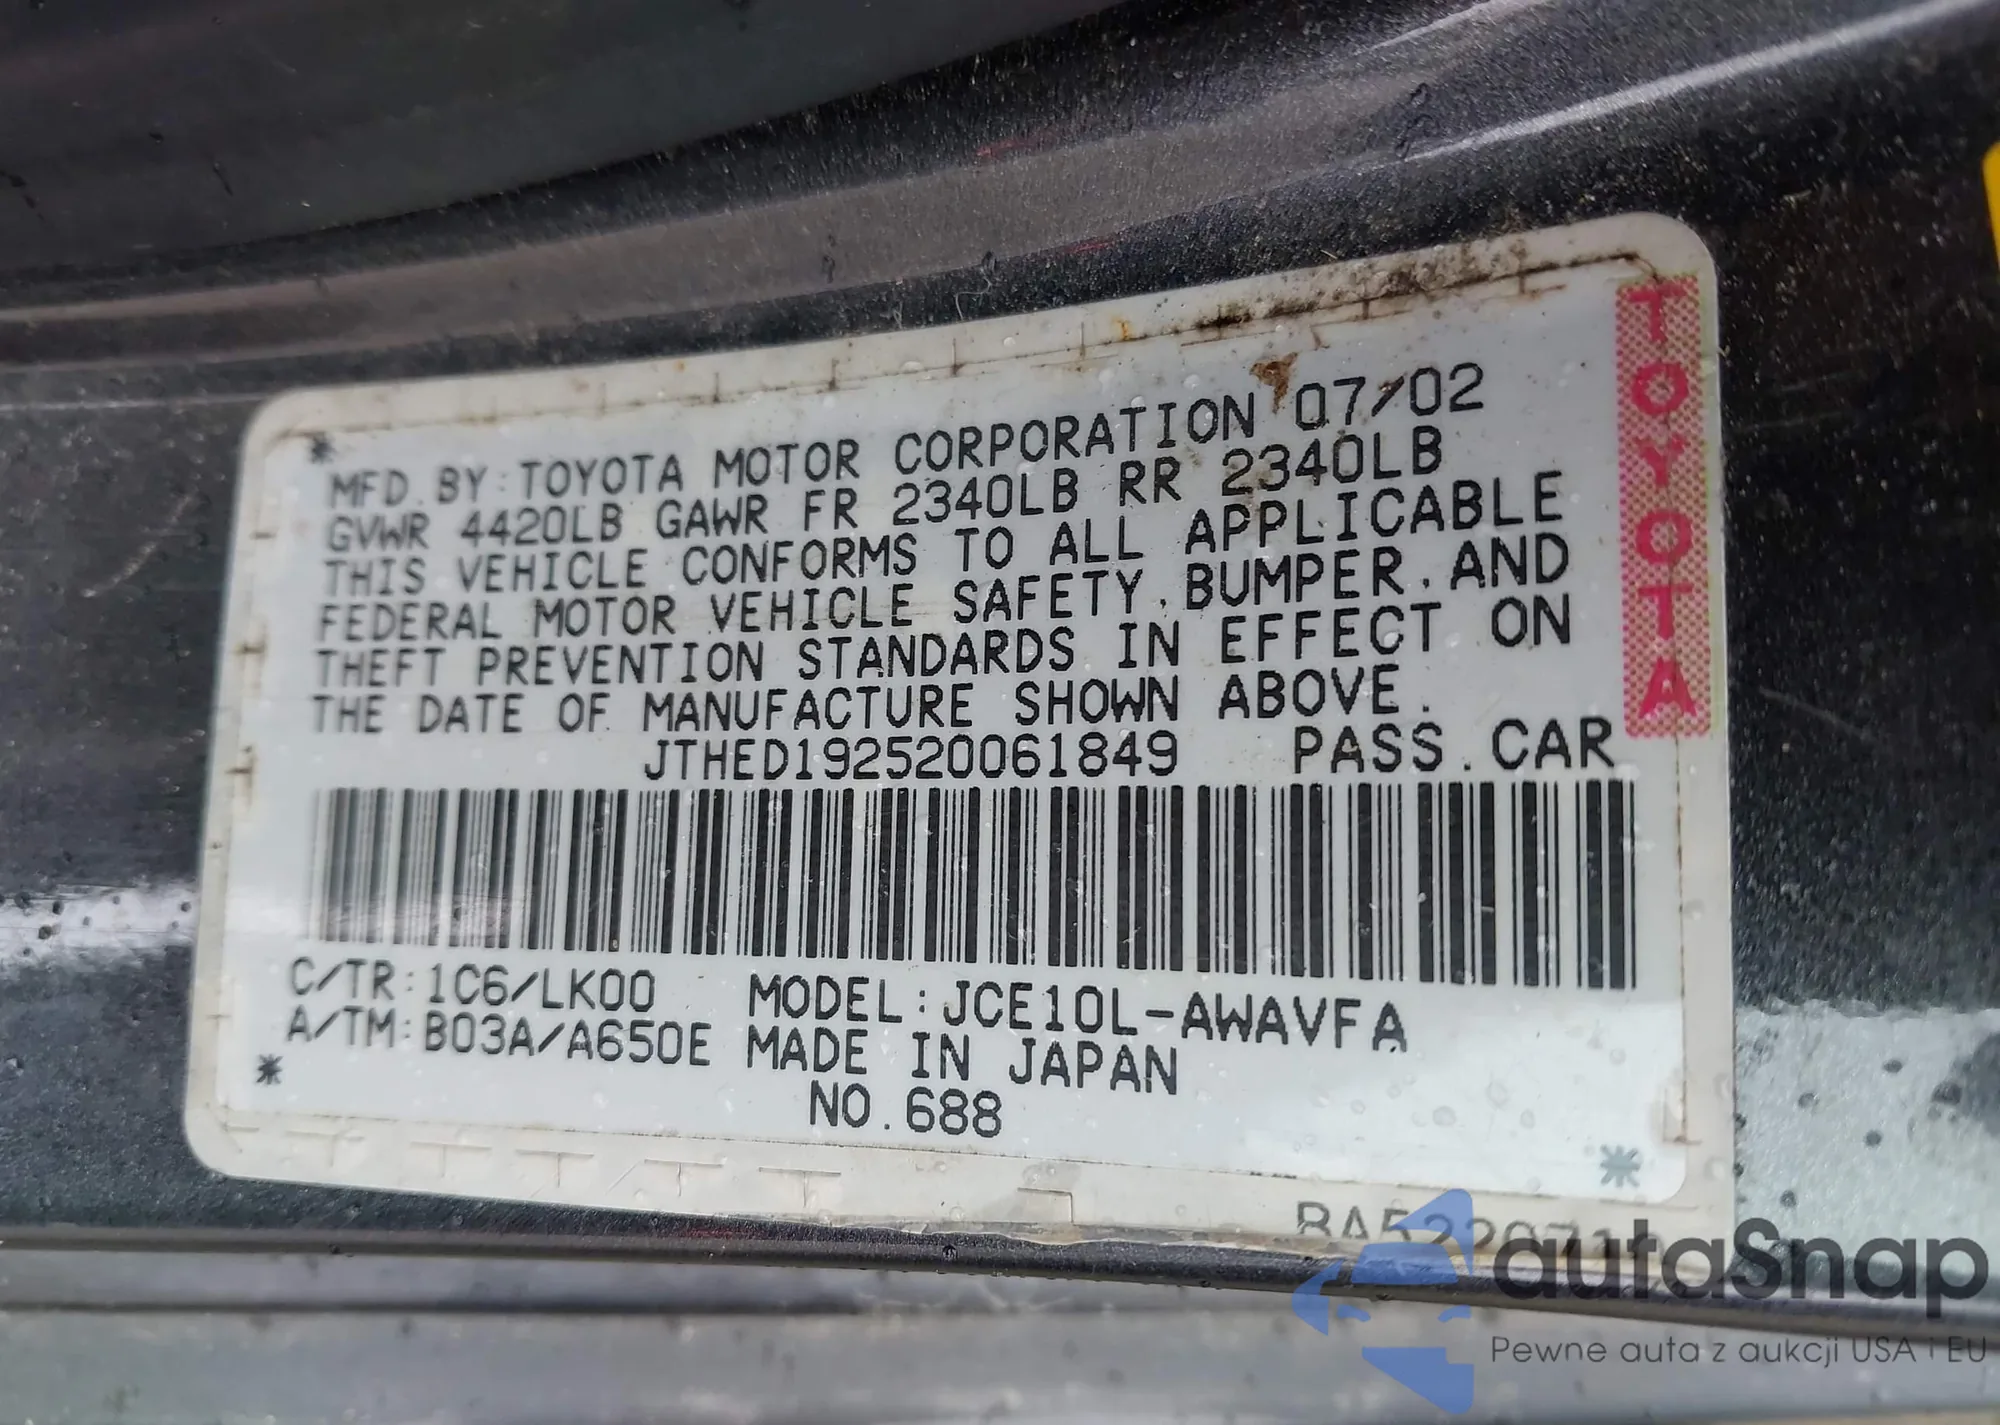 MFD. BY: TOYOTA MOTOR CORPORATION 07/02
GVWR 4420LB GAWR FR 2340LB RR 2340LB
THIS VEHICLE CONFORMS TO ALL APPLICABLE
FEDERAL MOTOR VEHICLE SAFETY, BUMPER, AND
THEFT PREVENTION STANDARDS IN EFFECT ON
THE DATE OF MANUFACTURE SHOWN ABOVE.
JTHED192520061849 PASS. CAR
C/TR: 1C6/LK00 MODEL: JCE10L-AWAVFA
A/TM: B03A/A650E MADE IN JAPAN
NO. 688
TOYOTA
autaSnap
Pewne auta z aukcji USA i EU